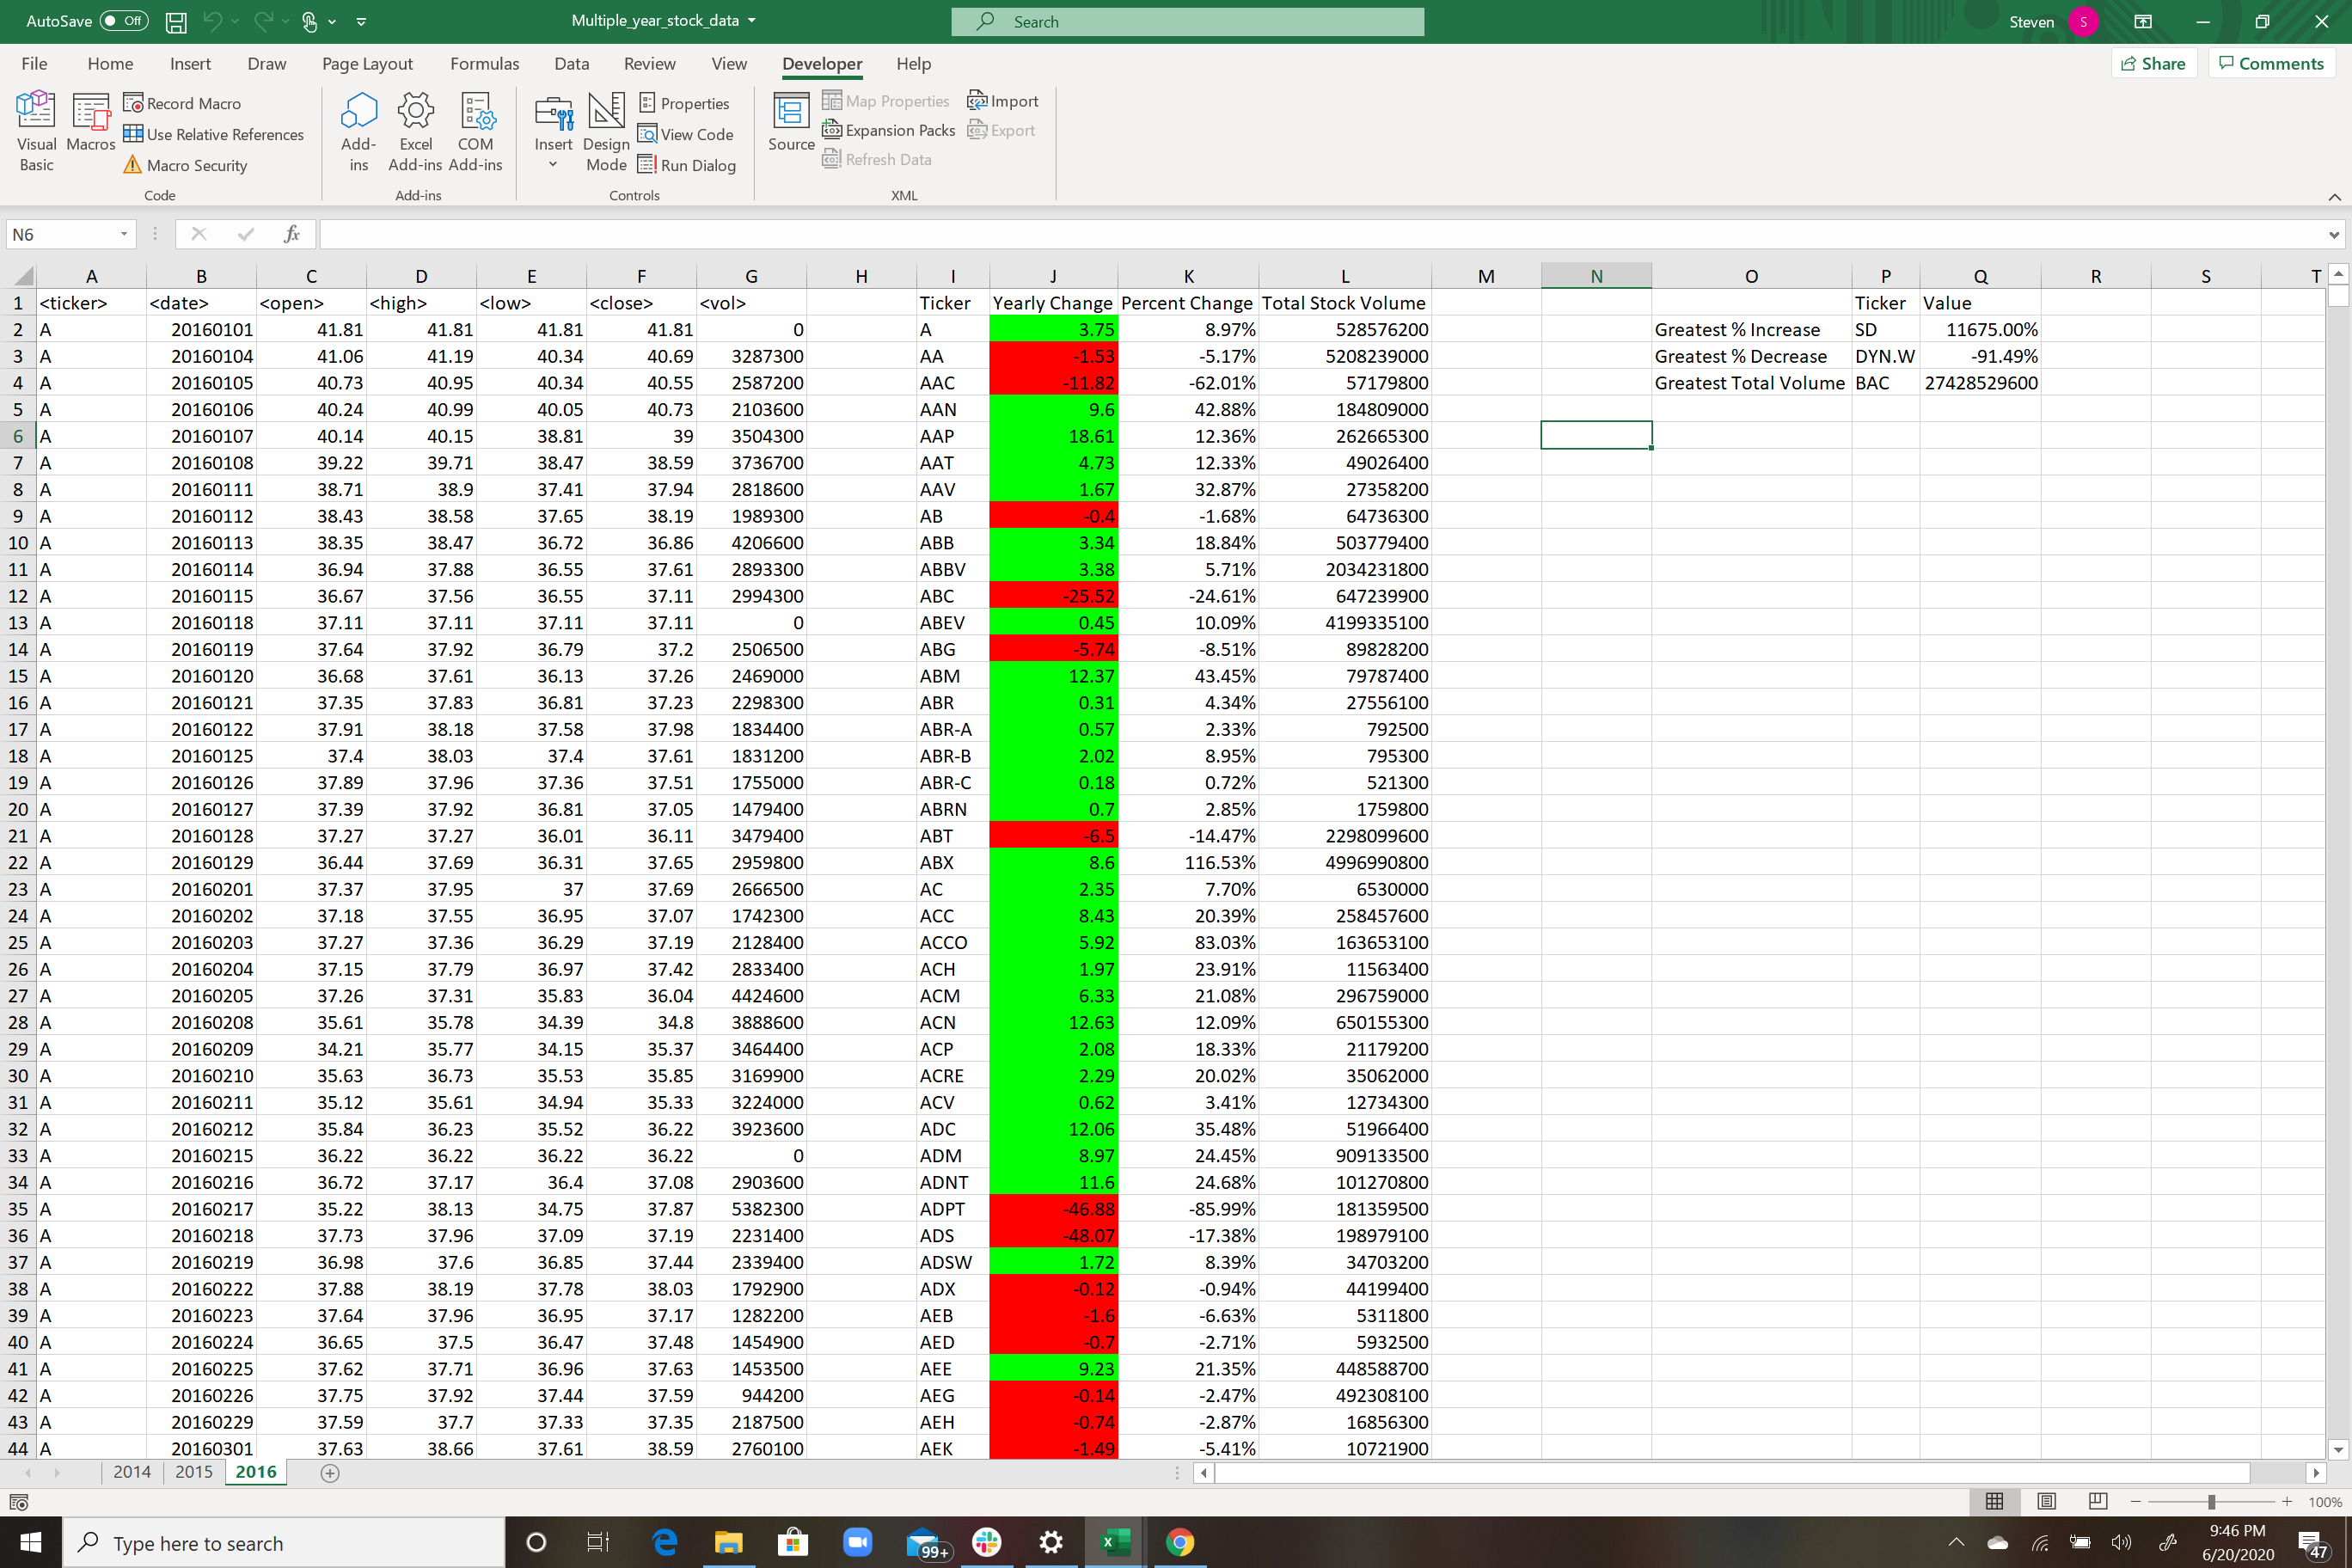 AutoSave Off Multiple_year_stock_data Search Steven S
File Home Insert Draw Page Layout Formulas Data Review View Developer Help Share Comments
Visual Basic
Macros
Record Macro
Use Relative References
Macro Security
Code
Add-ins
Excel Add-ins
COM Add-ins
Add-ins
Insert
Design Mode
Properties
View Code
Run Dialog
Controls
Source
Map Properties
Expansion Packs
Refresh Data
Import
Export
XML
N6 fx
A B C D E F G H I J K L M N O P Q R S T
1 <ticker> <date> <open> <high> <low> <close> <vol> Ticker Yearly Change Percent Change Total Stock Volume Ticker Value
2 A 20160101 41.81 41.81 41.81 41.81 0 A 3.75 8.97% 528576200 Greatest % Increase SD 11675.00%
3 A 20160104 41.06 41.19 40.34 40.69 3287300 AA -1.53 -5.17% 5208239000 Greatest % Decrease DYN.W -91.49%
4 A 20160105 40.73 40.95 40.34 40.55 2587200 AAC -11.82 -62.01% 57179800 Greatest Total Volume BAC 27428529600
5 A 20160106 40.24 40.99 40.05 40.73 2103600 AAN 9.6 42.88% 184809000
6 A 20160107 40.14 40.15 38.81 39 3504300 AAP 18.61 12.36% 262665300
7 A 20160108 39.22 39.71 38.47 38.59 3736700 AAT 4.73 12.33% 49026400
8 A 20160111 38.71 38.9 37.41 37.94 2818600 AAV 1.67 32.87% 27358200
9 A 20160112 38.43 38.58 37.65 38.19 1989300 AB -0.4 -1.68% 64736300
10 A 20160113 38.35 38.47 36.72 36.86 4206600 ABB 3.34 18.84% 503779400
11 A 20160114 36.94 37.88 36.55 37.61 2893300 ABBV 3.38 5.71% 2034231800
12 A 20160115 36.67 37.56 36.55 37.11 2994300 ABC -25.52 -24.61% 647239900
13 A 20160118 37.11 37.11 37.11 37.11 0 ABEV 0.45 10.09% 4199335100
14 A 20160119 37.64 37.92 36.79 37.2 2506500 ABG -5.74 -8.51% 89828200
15 A 20160120 36.68 37.61 36.13 37.26 2469000 ABM 12.37 43.45% 79787400
16 A 20160121 37.35 37.83 36.81 37.23 2298300 ABR 0.31 4.34% 27556100
17 A 20160122 37.91 38.18 37.58 37.98 1834400 ABR-A 0.57 2.33% 792500
18 A 20160125 37.4 38.03 37.4 37.61 1831200 ABR-B 2.02 8.95% 795300
19 A 20160126 37.89 37.96 37.36 37.51 1755000 ABR-C 0.18 0.72% 521300
20 A 20160127 37.39 37.92 36.81 37.05 1479400 ABRN 0.7 2.85% 1759800
21 A 20160128 37.27 37.27 36.01 36.11 3479400 ABT -6.5 -14.47% 2298099600
22 A 20160129 36.44 37.69 36.31 37.65 2959800 ABX 8.6 116.53% 4996990800
23 A 20160201 37.37 37.95 37 37.69 2666500 AC 2.35 7.70% 6530000
24 A 20160202 37.18 37.55 36.95 37.07 1742300 ACC 8.43 20.39% 258457600
25 A 20160203 37.27 37.36 36.29 37.19 2128400 ACCO 5.92 83.03% 163653100
26 A 20160204 37.15 37.79 36.97 37.42 2833400 ACH 1.97 23.91% 11563400
27 A 20160205 37.26 37.31 35.83 36.04 4424600 ACM 6.33 21.08% 296759000
28 A 20160208 35.61 35.78 34.39 34.8 3888600 ACN 12.63 12.09% 650155300
29 A 20160209 34.21 35.77 34.15 35.37 3464400 ACP 2.08 18.33% 21179200
30 A 20160210 35.63 36.73 35.53 35.85 3169900 ACRE 2.29 20.02% 35062000
31 A 20160211 35.12 35.61 34.94 35.33 3224000 ACV 0.62 3.41% 12734300
32 A 20160212 35.84 36.23 35.52 36.22 3923600 ADC 12.06 35.48% 51966400
33 A 20160215 36.22 36.22 36.22 36.22 0 ADM 8.97 24.45% 909133500
34 A 20160216 36.72 37.17 36.4 37.08 2903600 ADNT 11.6 24.68% 101270800
35 A 20160217 35.22 38.13 34.75 37.87 5382300 ADPT -46.88 -85.99% 181359500
36 A 20160218 37.73 37.96 37.09 37.19 2231400 ADS -48.07 -17.38% 198979100
37 A 20160219 36.98 37.6 36.85 37.44 2339400 ADSW 1.72 8.39% 34703200
38 A 20160222 37.88 38.19 37.78 38.03 1792900 ADX -0.12 -0.94% 44199400
39 A 20160223 37.64 37.96 36.95 37.17 1282200 AEB -1.6 -6.63% 5311800
40 A 20160224 36.65 37.5 36.47 37.48 1454900 AED -0.7 -2.71% 5932500
41 A 20160225 37.62 37.71 36.96 37.63 1453500 AEE 9.23 21.35% 448588700
42 A 20160226 37.75 37.92 37.44 37.59 944200 AEG -0.14 -2.47% 492308100
43 A 20160229 37.59 37.7 37.33 37.35 2187500 AEH -0.74 -2.87% 16856300
44 A 20160301 37.63 38.66 37.61 38.59 2760100 AEK -1.49 -5.41% 10721900
2014 2015 2016
100%
Type here to search 99+ 9:46 PM
6/20/2020 47